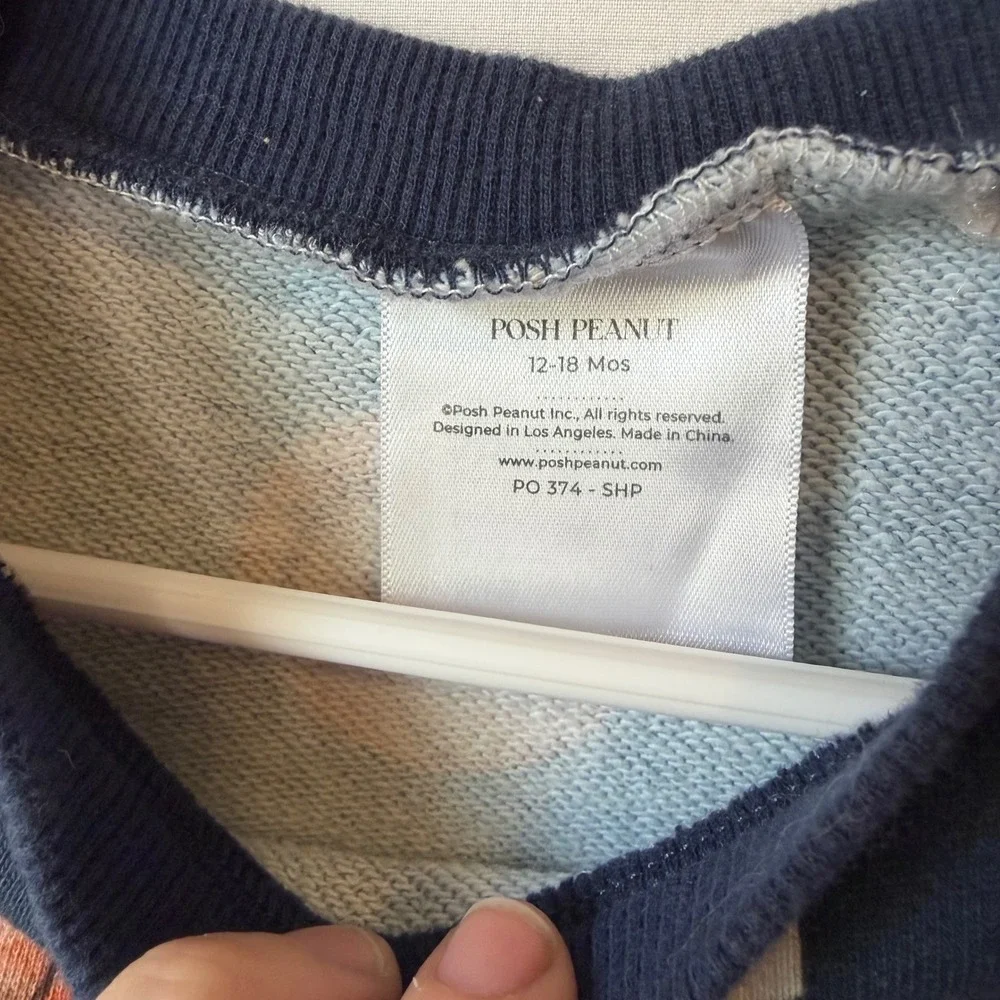 POSH PEANUT
12-18 Mos
©Posh Peanut Inc., All rights reserved.
Designed in Los Angeles. Made in China.
www.poshpeanut.com
PO 374 - SHP